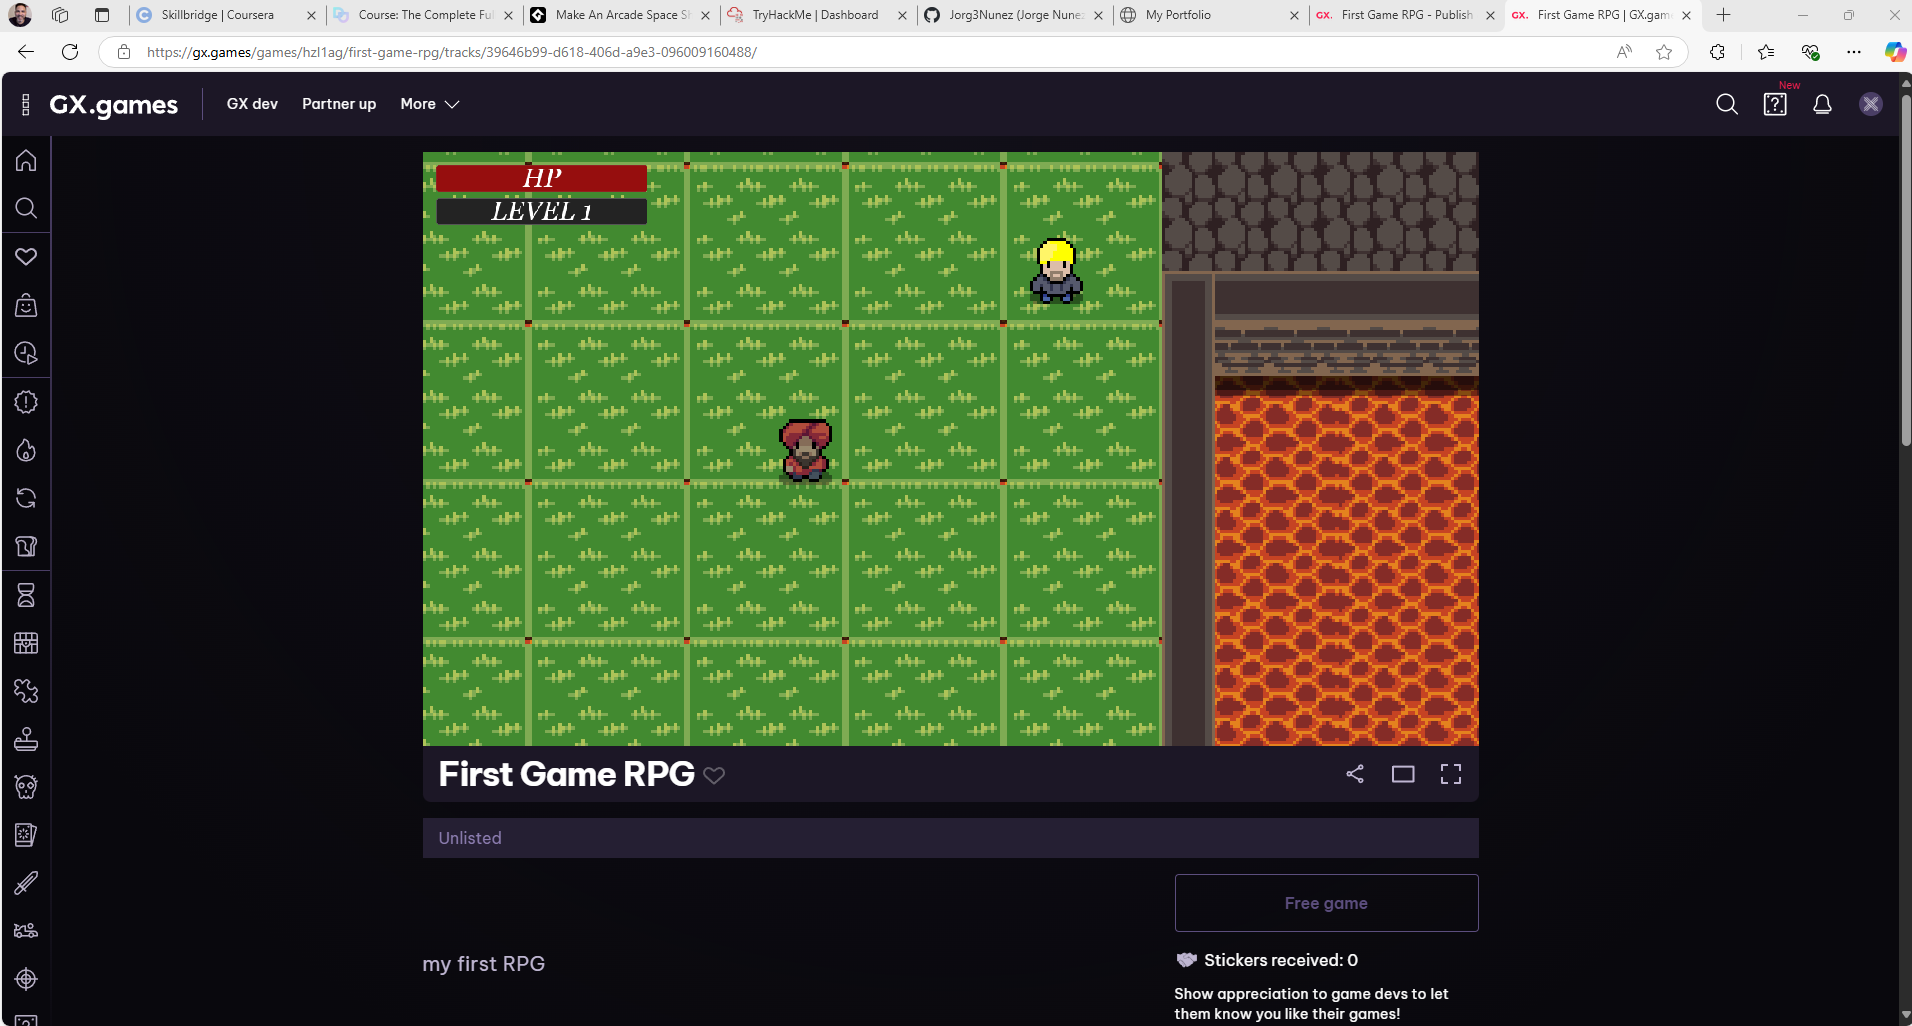 Skillbridge | Coursera
Course: The Complete Ful
Make An Arcade Space Sh
TryHackMe | Dashboard
Jorg3Nunez (Jorge Nunez
My Portfolio
GX. First Game RPG - Publish
GX. First Game RPG | GX.gam
https://gx.games/games/hzl1ag/first-game-rpg/tracks/39646b99-d618-406d-a9e3-096009160488/
GX.games
GX dev
Partner up
More
New
HP
LEVEL 1
First Game RPG
Unlisted
Free game
my first RPG
Stickers received: 0
Show appreciation to game devs to let
them know you like their games!